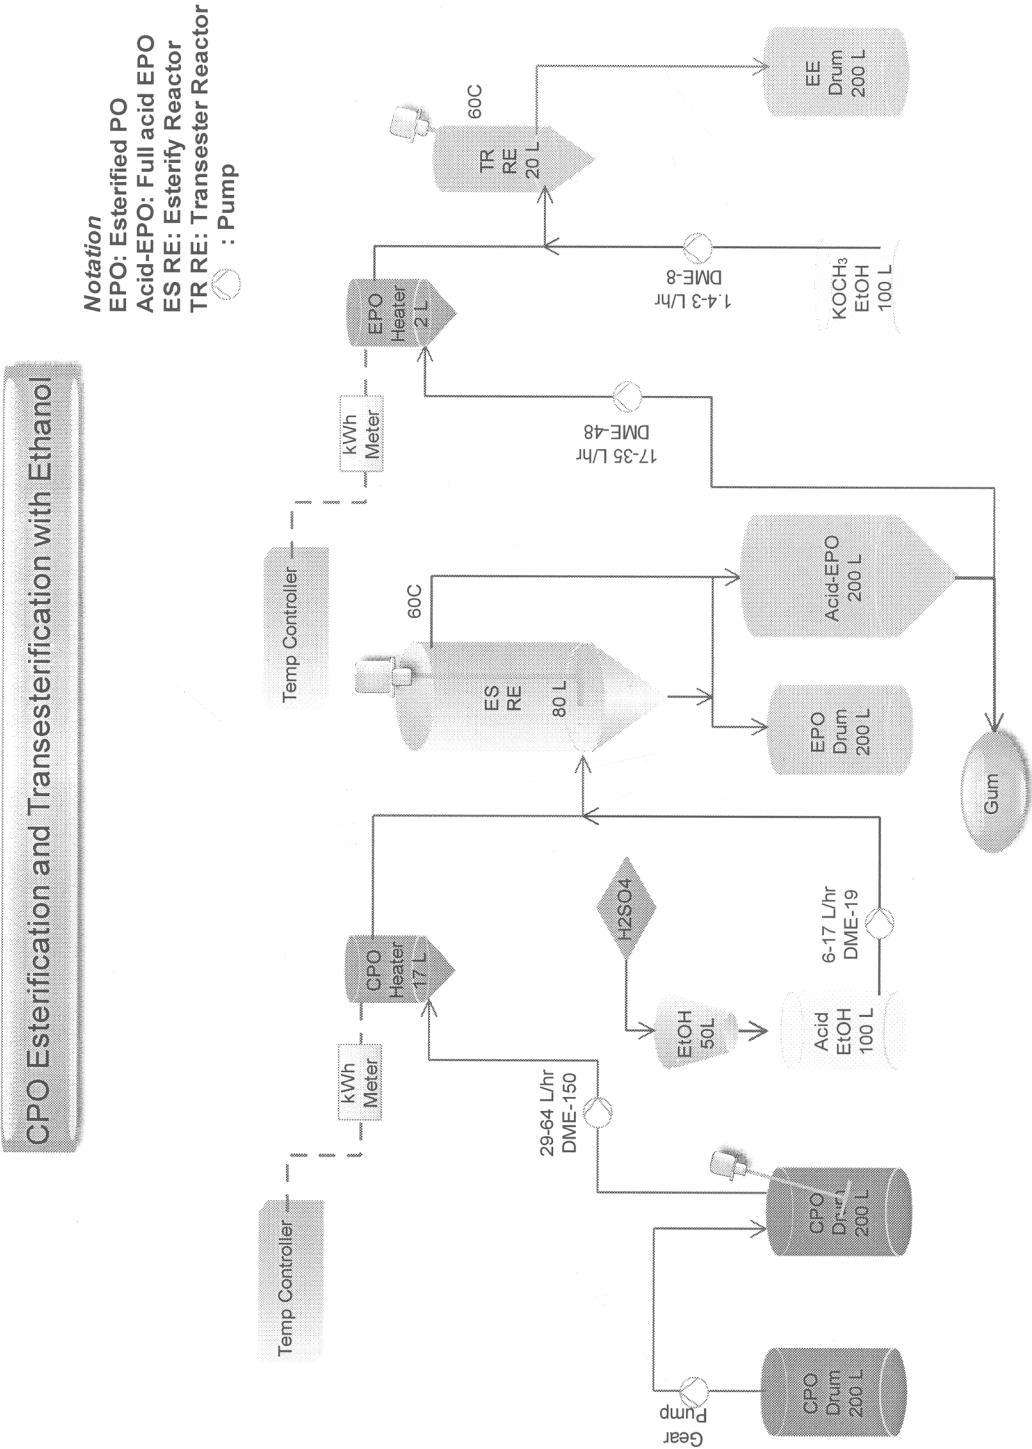 CPO Esterification and Transesterification with Ethanol
Notation
EPO: Esterified PO
Acid-EPO: Full acid EPO
ES RE: Esterify Reactor
TR RE: Transester Reactor
: Pump
Temp Controller
kWh
Meter
CPO
Heater
17 L
Temp Controller
kWh
Meter
EPO
Heater
2 L
60C
ES
RE
80 L
60C
TR
RE
20 L
29-64 L/hr
DME-150
H2SO4
EtOH
50L
Acid
EtOH
100 L
6-17 L/hr
DME-19
17-35 L/hr
DME-48
1.4-3 L/hr
DME-8
Gear
Pump
CPO
Drum
200 L
CPO
Drum
200 L
EPO
Drum
200 L
Acid-EPO
200 L
KOCH₃
EtOH
100 L
EE
Drum
200 L
Gum